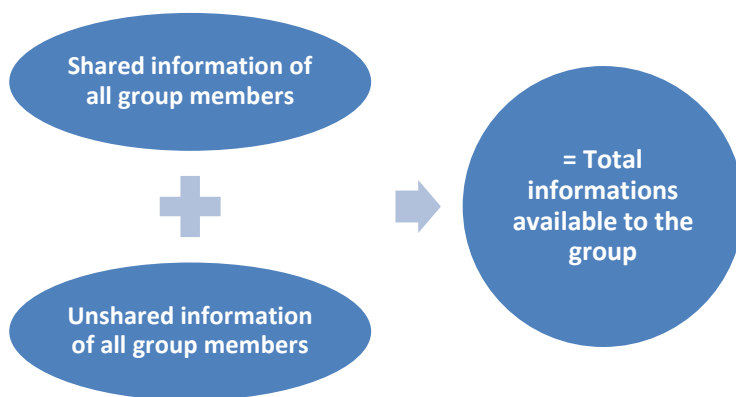 Shared information of
all group members
Unshared information
of all group members
= Total
informations
available to the
group